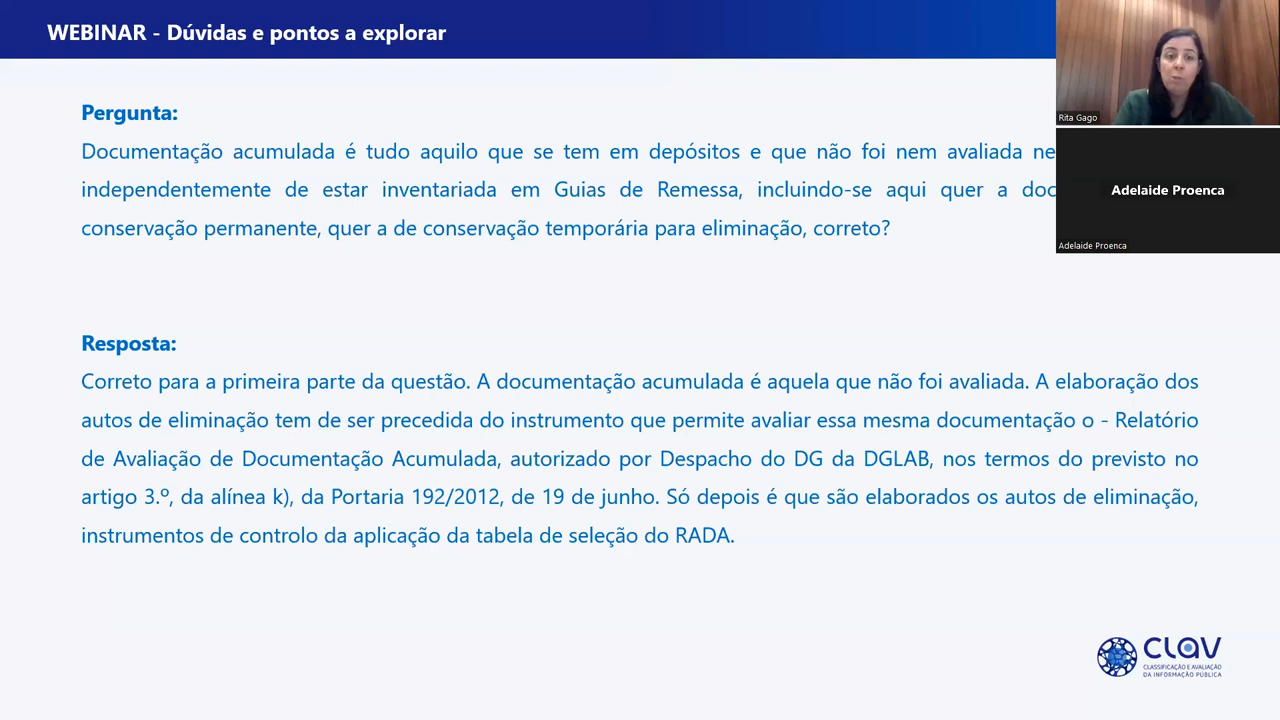 WEBINAR - Dúvidas e pontos a explorar
Pergunta:
Documentação acumulada é tudo aquilo que se tem em depósitos e que não foi nem avaliada ne
independentemente de estar inventariada em Guias de Remessa, incluindo-se aqui quer a doc
conservação permanente, quer a de conservação temporária para eliminação, correto?
Rita Gago
Adelaide Proenca
Adelaide Proenca
Resposta:
Correto para a primeira parte da questão. A documentação acumulada é aquela que não foi avaliada. A elaboração dos
autos de eliminação tem de ser precedida do instrumento que permite avaliar essa mesma documentação o - Relatório
de Avaliação de Documentação Acumulada, autorizado por Despacho do DG da DGLAB, nos termos do previsto no
artigo 3.º, da alínea k), da Portaria 192/2012, de 19 de junho. Só depois é que são elaborados os autos de eliminação,
instrumentos de controlo da aplicação da tabela de seleção do RADA.
CLAV
CLASSIFICAÇÃO E AVALIAÇÃO
DA INFORMAÇÃO PÚBLICA